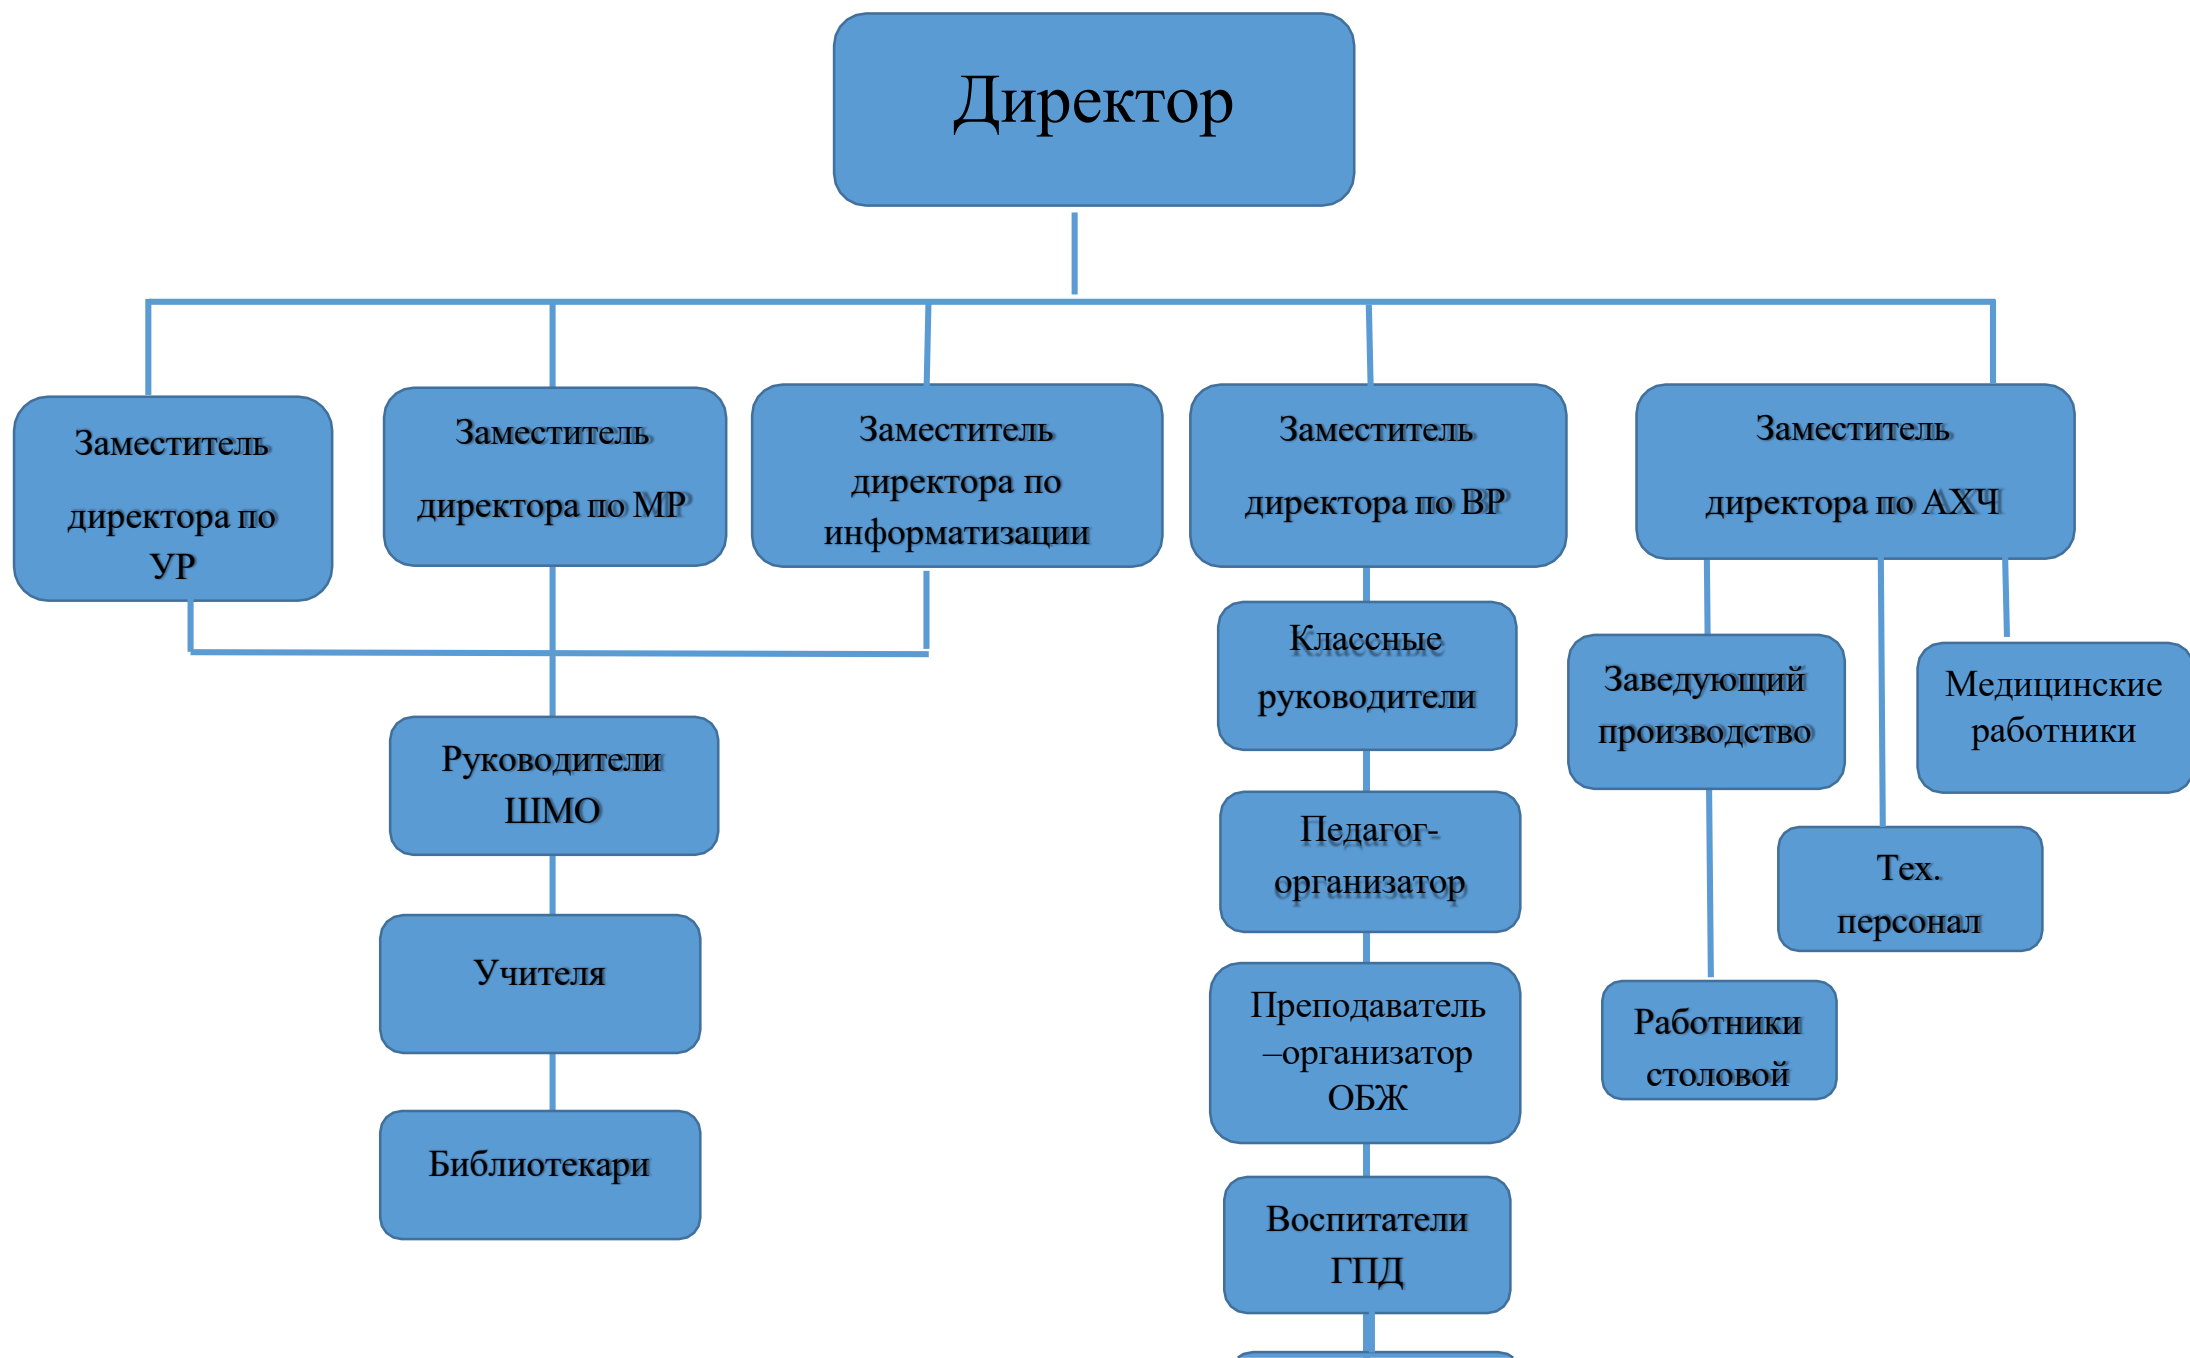 Директор
Заместитель
директора по
УР
Заместитель
директора по МР
Заместитель
директора по
информатизации
Заместитель
директора по ВР
Заместитель
директора по АХЧ
Классные
руководители
Заведующий
производство
Медицинские
работники
Руководители
ШМО
Педагог-
организатор
Тех.
персонал
Учителя
Преподаватель
–организатор
ОБЖ
Работники
столовой
Библиотекари
Воспитатели
ГПД